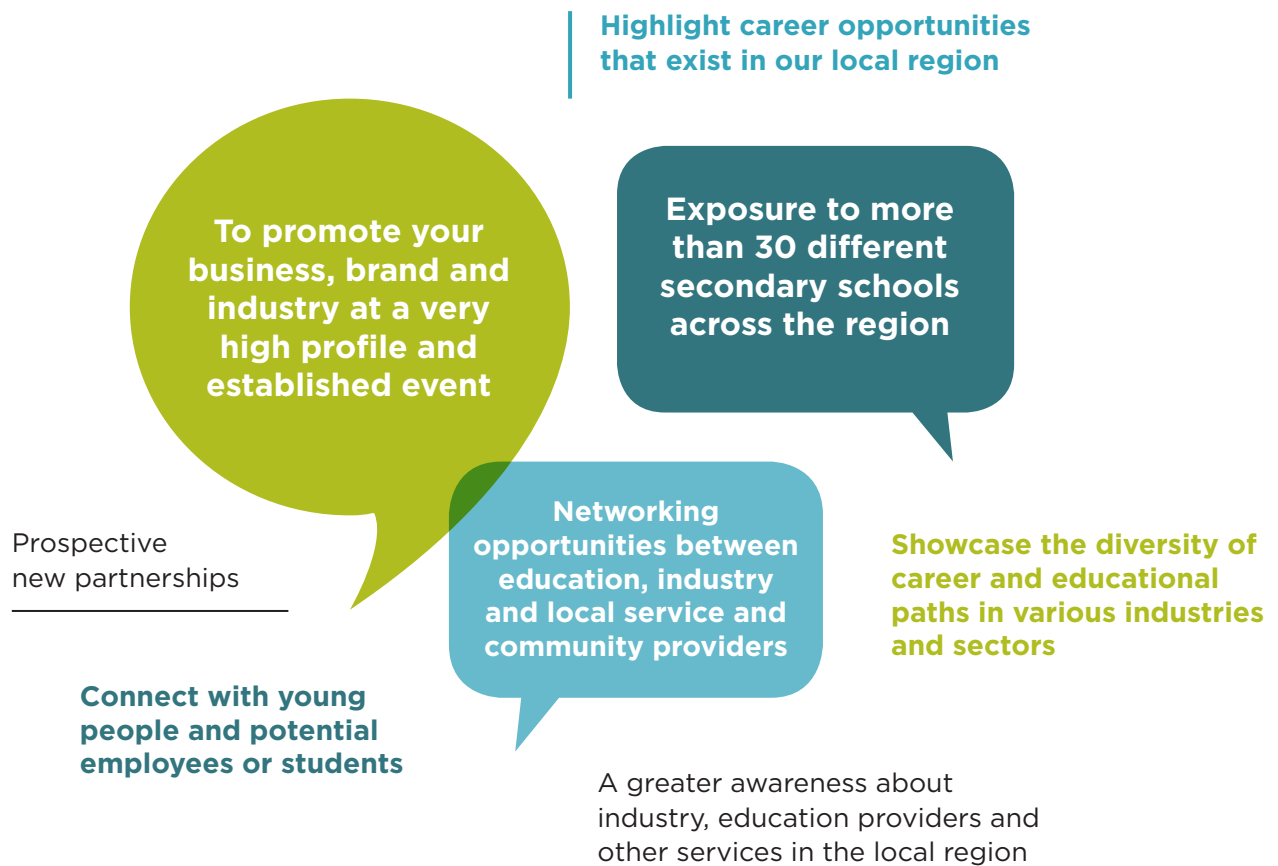 Highlight career opportunities
that exist in our local region
To promote your
business, brand and
industry at a very
high profile and
established event
Exposure to more
than 30 different
secondary schools
across the region
Prospective
new partnerships
Networking
opportunities between
education, industry
and local service and
community providers
Showcase the diversity of
career and educational
paths in various industries
and sectors
Connect with young
people and potential
employees or students
A greater awareness about
industry, education providers and
other services in the local region